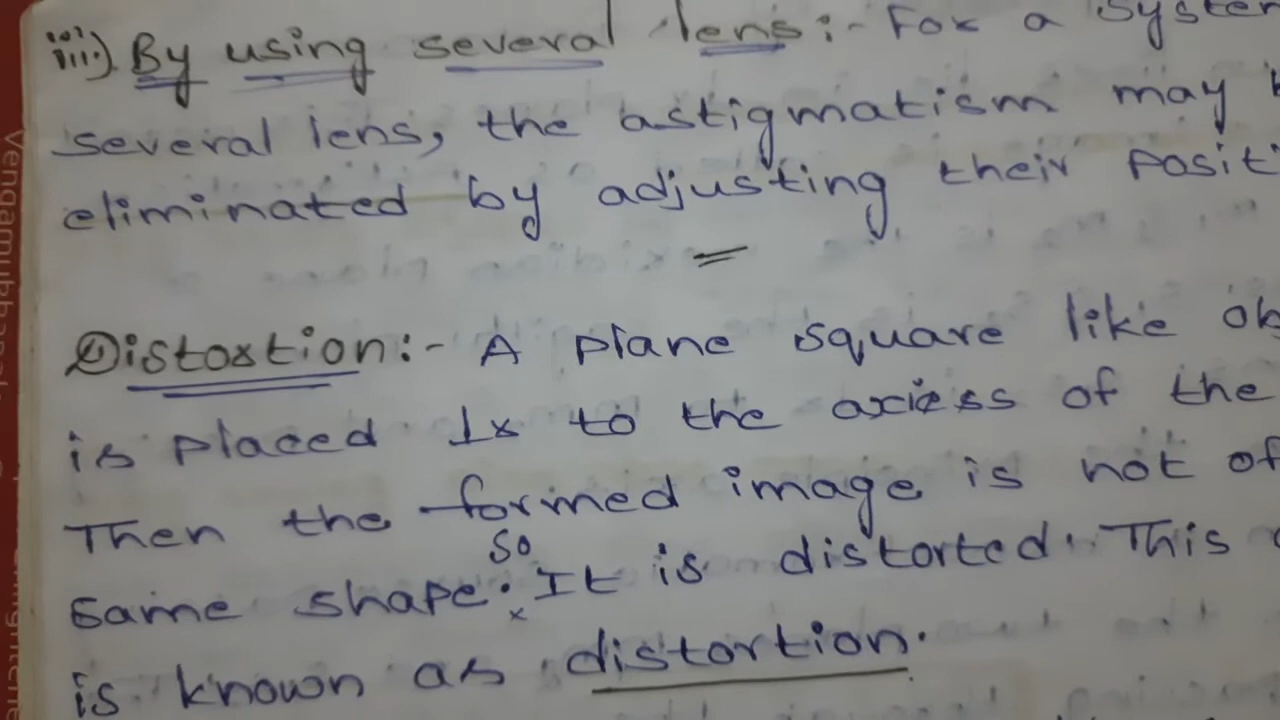 iii) By using several lens:- For a system
several lens, the astigmatism may
eliminated by adjusting their Posit
Distortion:- A plane square like ob
is placed ⊥r to the axiess of the
Then the formed image is not of
same shape. So It is distorted. This
is known as distortion.